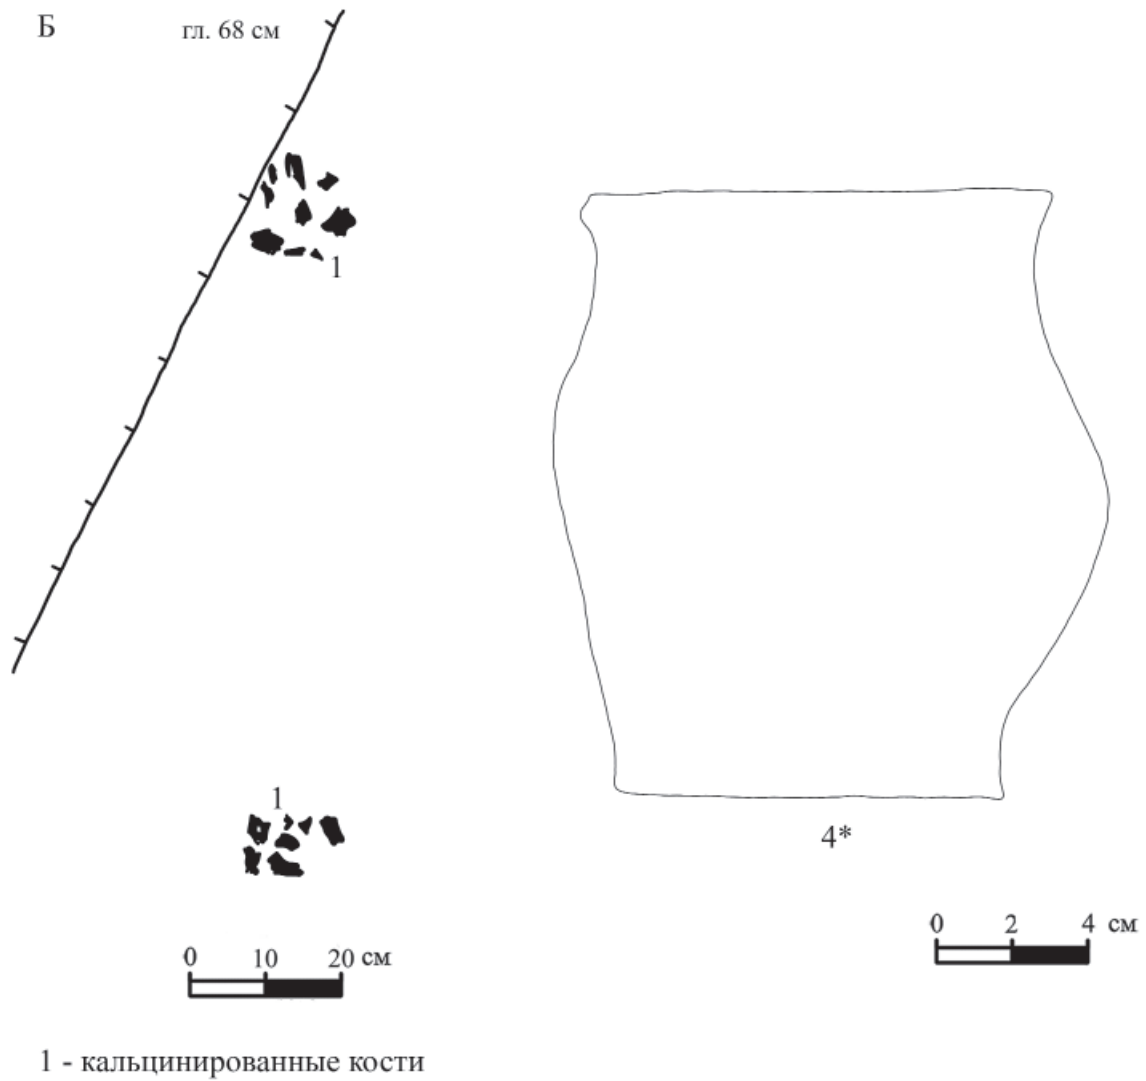 Б
гл. 68 см
1
1
4*
0 2 4 см
0 10 20 см
1 - кальцинированные кости